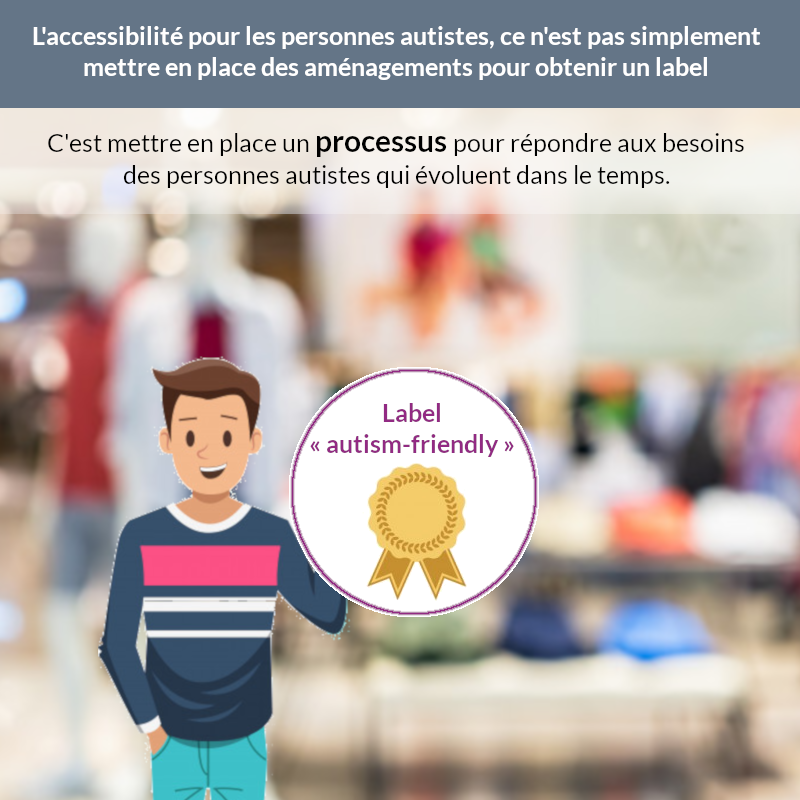 L'accessibilité pour les personnes autistes, ce n'est pas simplement
mettre en place des aménagements pour obtenir un label
C'est mettre en place un processus pour répondre aux besoins
des personnes autistes qui évoluent dans le temps.
Label
« autism-friendly »